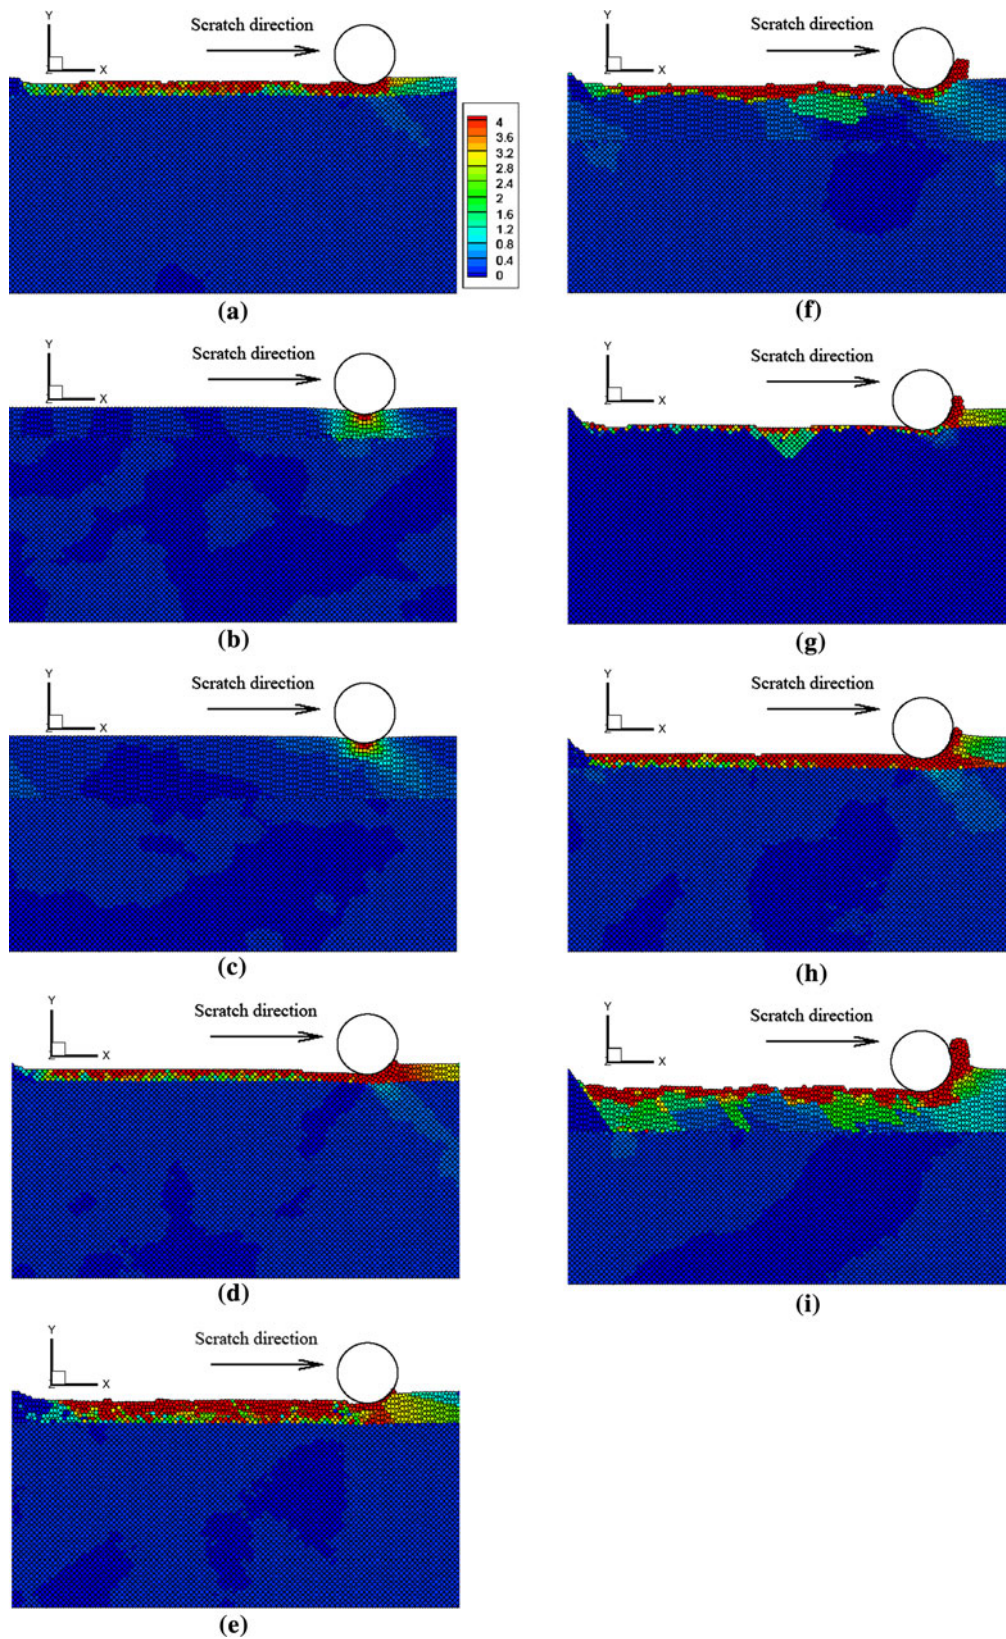 Y
Scratch direction
Z
X
4
3.6
3.2
2.8
2.4
2
1.6
1.2
0.8
0.4
0
(a)
Y
Scratch direction
Z
X
(b)
Y
Scratch direction
Z
X
(c)
Y
Scratch direction
Z
X
(d)
Y
Scratch direction
Z
X
(e)
Y
Scratch direction
Z
X
(f)
Y
Scratch direction
Z
X
(g)
Y
Scratch direction
Z
X
(h)
Y
Scratch direction
Z
X
(i)